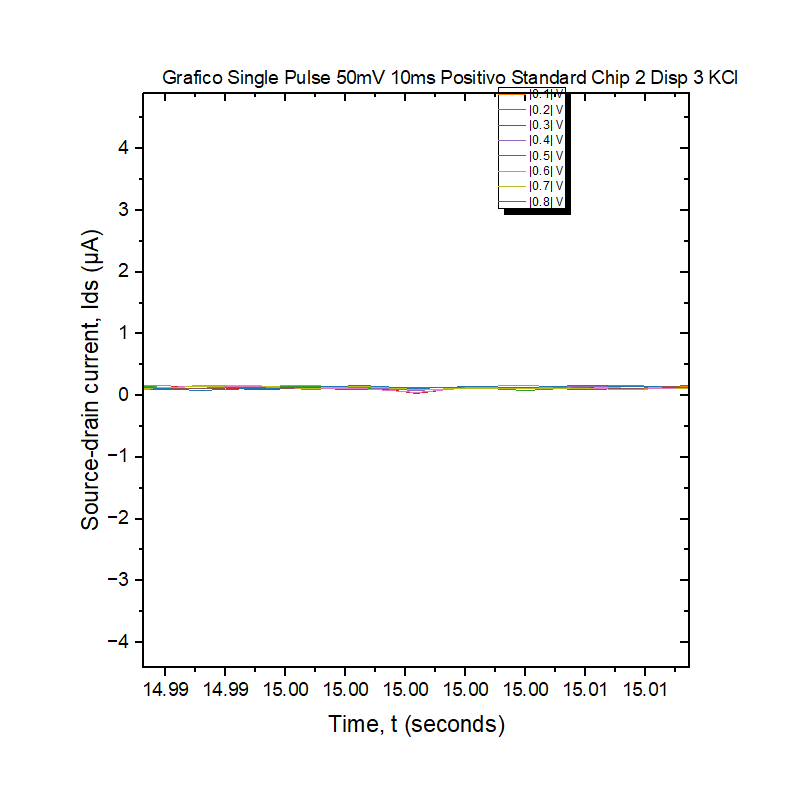 Grafico Single Pulse 50mV 10ms Positivo Standard Chip 2 Disp 3 KCl
|0.1| V
|0.2| V
|0.3| V
|0.4| V
|0.5| V
|0.6| V
|0.7| V
|0.8| V
4
3
2
1
0
−1
−2
−3
−4
Source-drain current, Ids (µA)
14.99 14.99 15.00 15.00 15.00 15.00 15.00 15.01 15.01
Time, t (seconds)